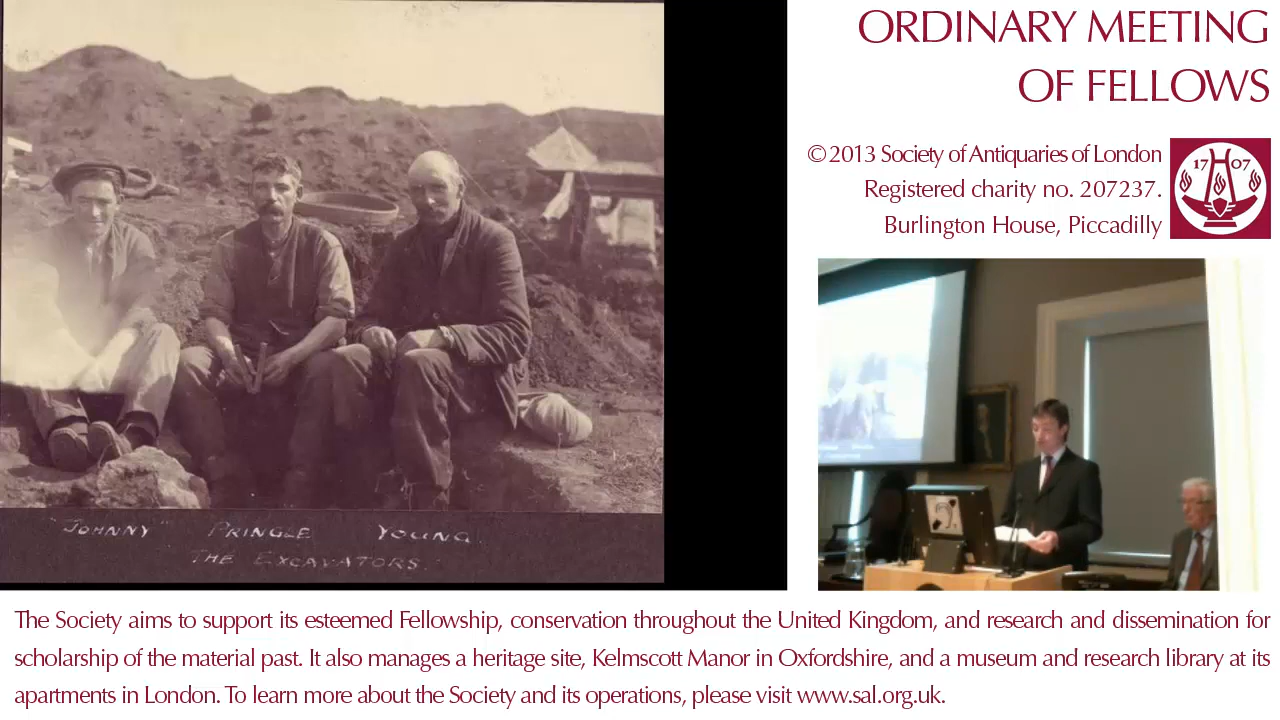 ORDINARY MEETING
OF FELLOWS
© 2013 Society of Antiquaries of London
Registered charity no. 207237.
Burlington House, Piccadilly
1707
"JOHNNY" PRINGLE YOUNG
THE EXCAVATORS.
The Society aims to support its esteemed Fellowship, conservation throughout the United Kingdom, and research and dissemination for
scholarship of the material past. It also manages a heritage site, Kelmscott Manor in Oxfordshire, and a museum and research library at its
apartments in London. To learn more about the Society and its operations, please visit www.sal.org.uk.